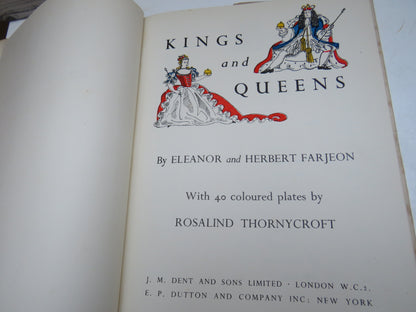 KINGS
and
QUEENS
By ELEANOR and HERBERT FARJEON
With 40 coloured plates by
ROSALIND THORNYCROFT
J. M. DENT AND SONS LIMITED · LONDON W.C.2.
E. P. DUTTON AND COMPANY INC: NEW YORK